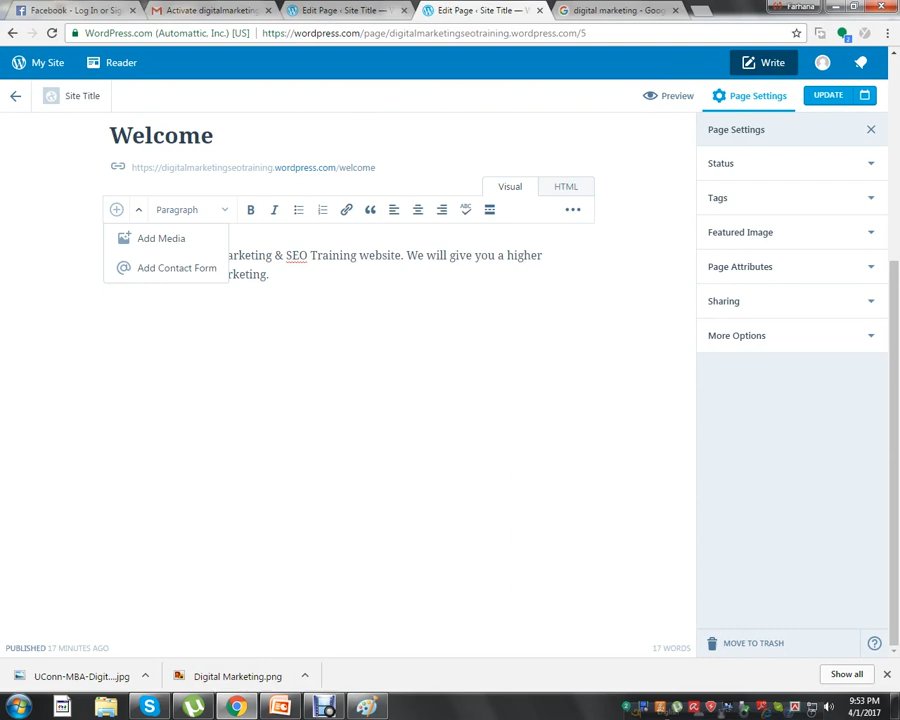 Facebook - Log In or Sig
Activate digitalmarketing
Edit Page ‹ Site Title —
Edit Page ‹ Site Title —
digital marketing - Goog
Farhana
WordPress.com (Automattic, Inc.) [US]
https://wordpress.com/page/digitalmarketingseotraining.wordpress.com/5
2
My Site
Reader
Write
Site Title
Preview
Page Settings
UPDATE
Welcome
https://digitalmarketingseotraining.wordpress.com/welcome
Visual
HTML
Paragraph
B
I
ABC
Add Media
Add Contact Form
arketing & SEO Training website. We will give you a higher
rketing.
Page Settings
Status
Tags
Featured Image
Page Attributes
Sharing
More Options
MOVE TO TRASH
PUBLISHED 17 MINUTES AGO
17 WORDS
UConn-MBA-Digit....jpg
Digital Marketing.png
Show all
9:53 PM
4/1/2017